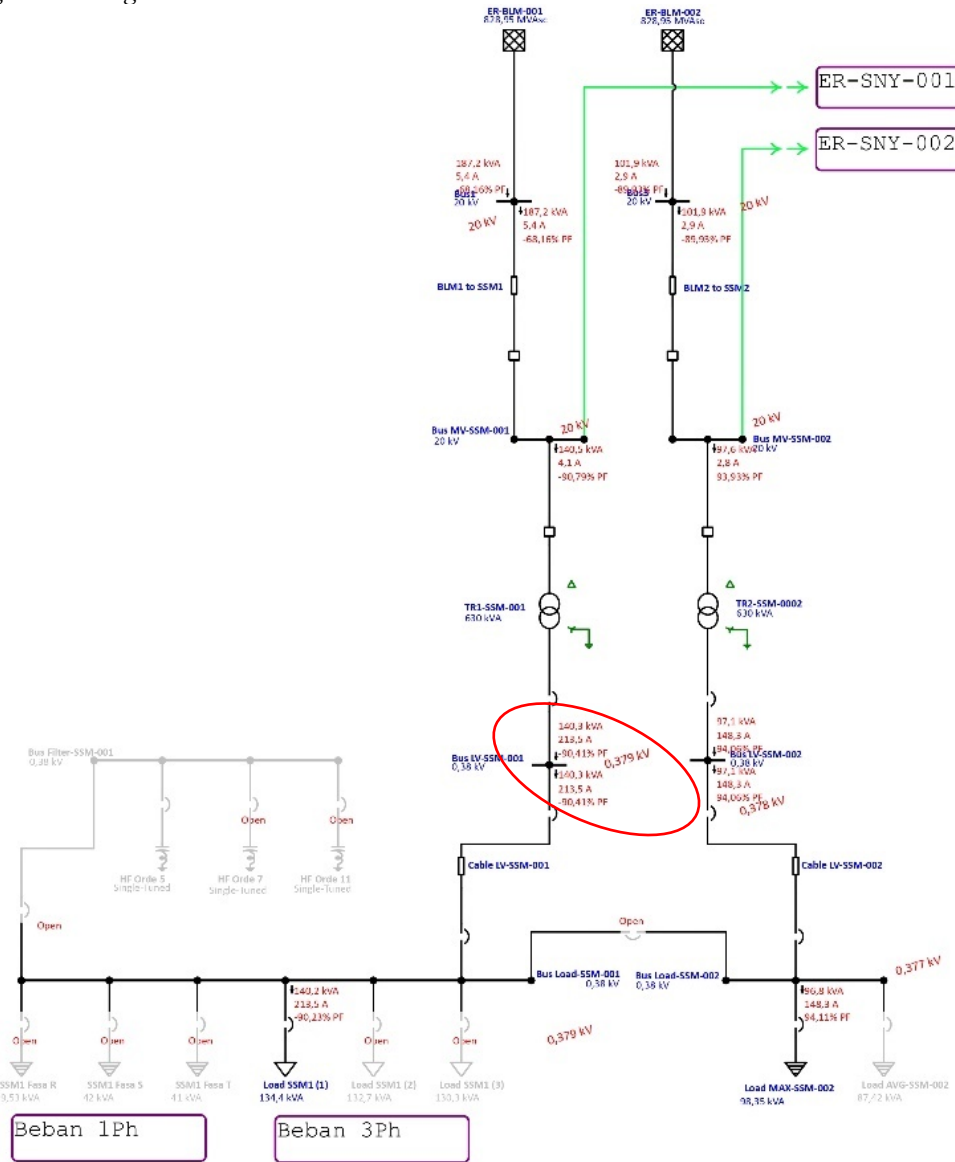 ER-BLM-001
828,95 MVAsc
ER-BLM-002
828,95 MVAsc
ER-SNY-001
ER-SNY-002
187,2 kVA
5,4 A
-68,16% PF
Bus1
20 kV
20 kV
187,2 kVA
5,4 A
-68,16% PF
101,9 kVA
2,9 A
-89,93% PF
Bus3
20 kV
101,9 kVA
2,9 A
-89,93% PF
20 kV
BLM1 to SSM1
BLM2 to SSM2
Bus MV-SSM-001
20 kV
20 kV
140,5 kVA
4,1 A
-90,79% PF
20 kV
Bus MV-SSM-002
20 kV
97,6 kVA
2,8 A
93,93% PF
TR1-SSM-001
630 kVA
TR2-SSM-0002
630 kVA
140,3 kVA
213,5 A
-90,41% PF
Bus LV-SSM-001
0,38 kV
0,379 kV
140,3 kVA
213,5 A
-90,41% PF
97,1 kVA
148,3 A
94,06% PF
Bus LV-SSM-002
0,38 kV
97,1 kVA
148,3 A
94,06% PF
0,378 kV
Bus Filter-SSM-001
0,38 kV
Open
Open
Open
HF Orde 5
Single-Tuned
HF Orde 7
Single-Tuned
HF Orde 11
Single-Tuned
Cable LV-SSM-001
Cable LV-SSM-002
Open
Bus Load-SSM-001
0,38 kV
Bus Load-SSM-002
0,38 kV
0,377 kV
140,2 kVA
213,5 A
-90,23% PF
0,379 kV
96,8 kVA
148,3 A
94,11% PF
Open
Open
Open
Open
Open
SSM1 Fasa R
9,53 kVA
SSM1 Fasa S
42 kVA
SSM1 Fasa T
41 kVA
Load SSM1 (1)
134,4 kVA
Load SSM1 (2)
132,7 kVA
Load SSM1 (3)
130,3 kVA
Load MAX-SSM-002
98,35 kVA
Load AVG-SSM-002
87,42 kVA
Beban 1Ph
Beban 3Ph